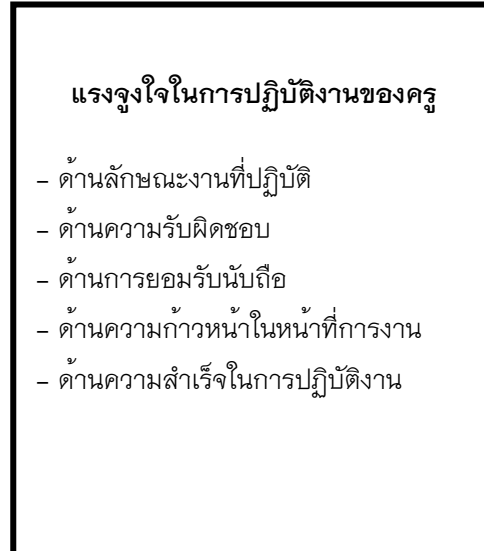 แรงจูงใจในการปฏิบัติงานของครู
– ด้านลักษณะงานที่ปฏิบัติ
– ด้านความรับผิดชอบ
– ด้านการยอมรับนับถือ
– ด้านความก้าวหน้าในหน้าที่การงาน
– ด้านความสำเร็จในการปฏิบัติงาน